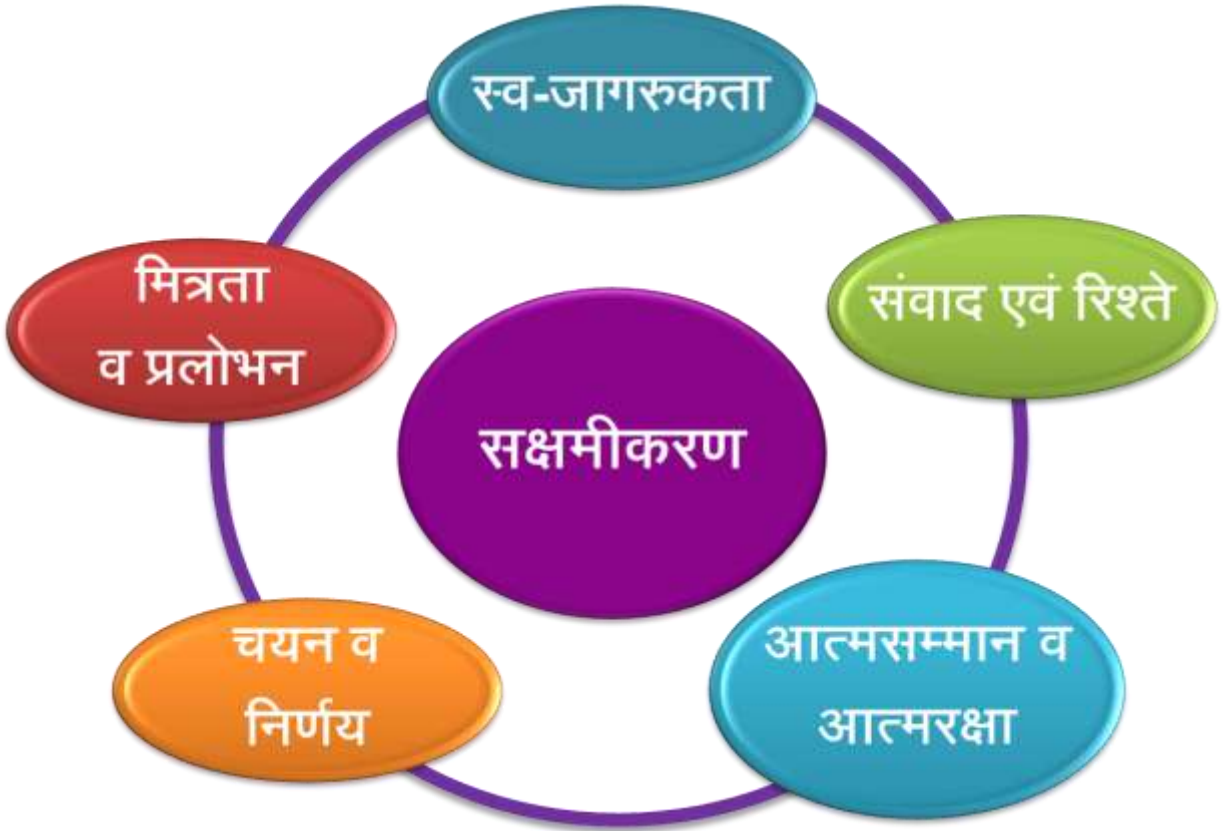 स्व-जागरुकता
संवाद एवं रिश्ते
आत्मसम्मान व
आत्मरक्षा
चयन व
निर्णय
मित्रता
व प्रलोभन
सक्षमीकरण